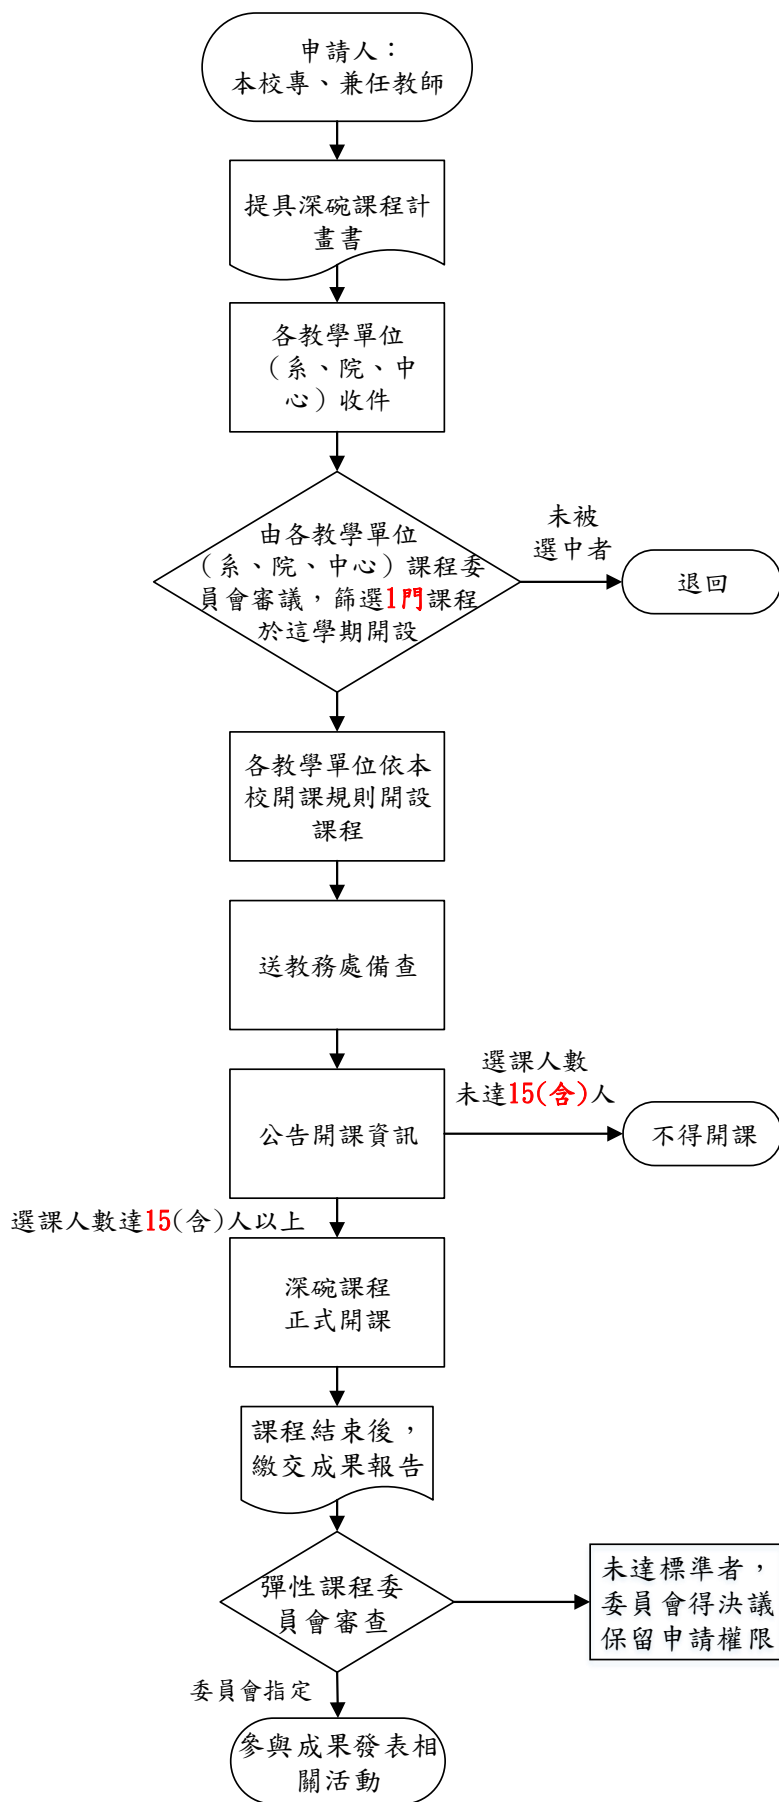 申請人：
本校專、兼任教師
提具深碗課程計
畫書
各教學單位
（系、院、中
心）收件
由各教學單位
（系、院、中心）課程委
員會審議，篩選1門課程
於這學期開設
未被
選中者
退回
各教學單位依本
校開課規則開設
課程
送教務處備查
公告開課資訊
選課人數
未達15(含)人
不得開課
選課人數達15(含)人以上
深碗課程
正式開課
課程結束後，
繳交成果報告
彈性課程委
員會審查
未達標準者，
委員會得決議
保留申請權限
委員會指定
參與成果發表相
關活動